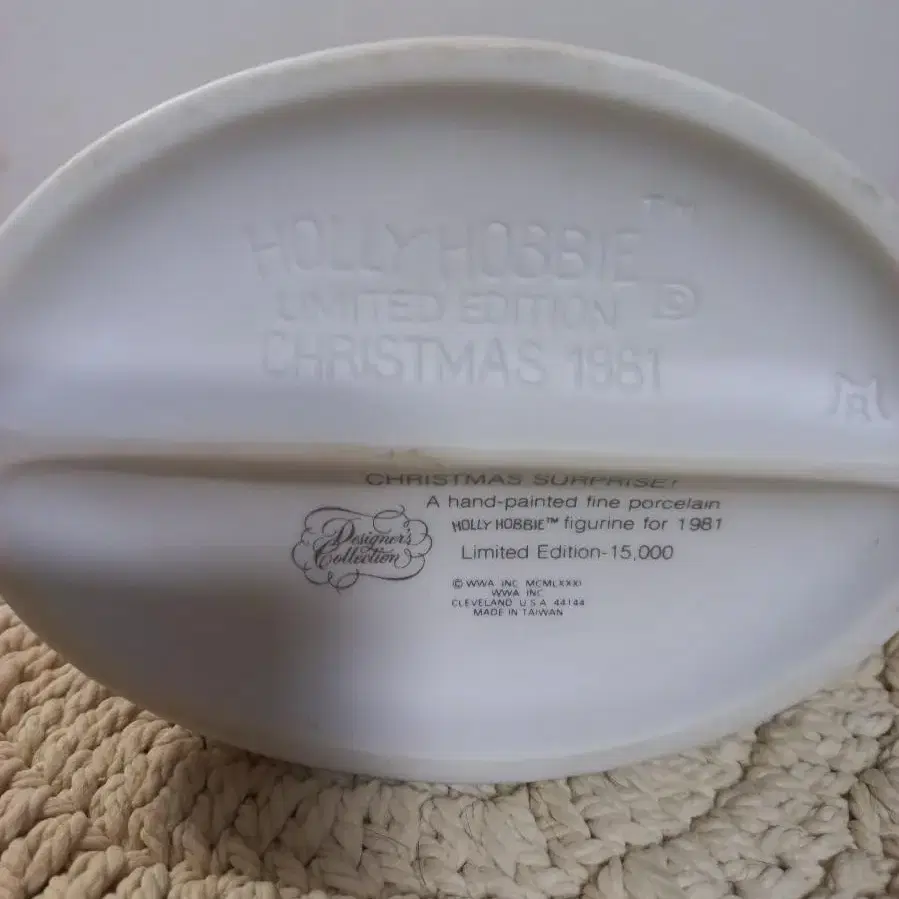 HOLLY HOBBIE™
LIMITED EDITION ©
CHRISTMAS 1981
CHRISTMAS SURPRISE!
A hand-painted fine porcelain
HOLLY HOBBIE™ figurine for 1981
Limited Edition-15,000
Designer's
Collection
© WWA INC MCMLXXXI
WWA INC
CLEVELAND U.S.A. 44144
MADE IN TAIWAN